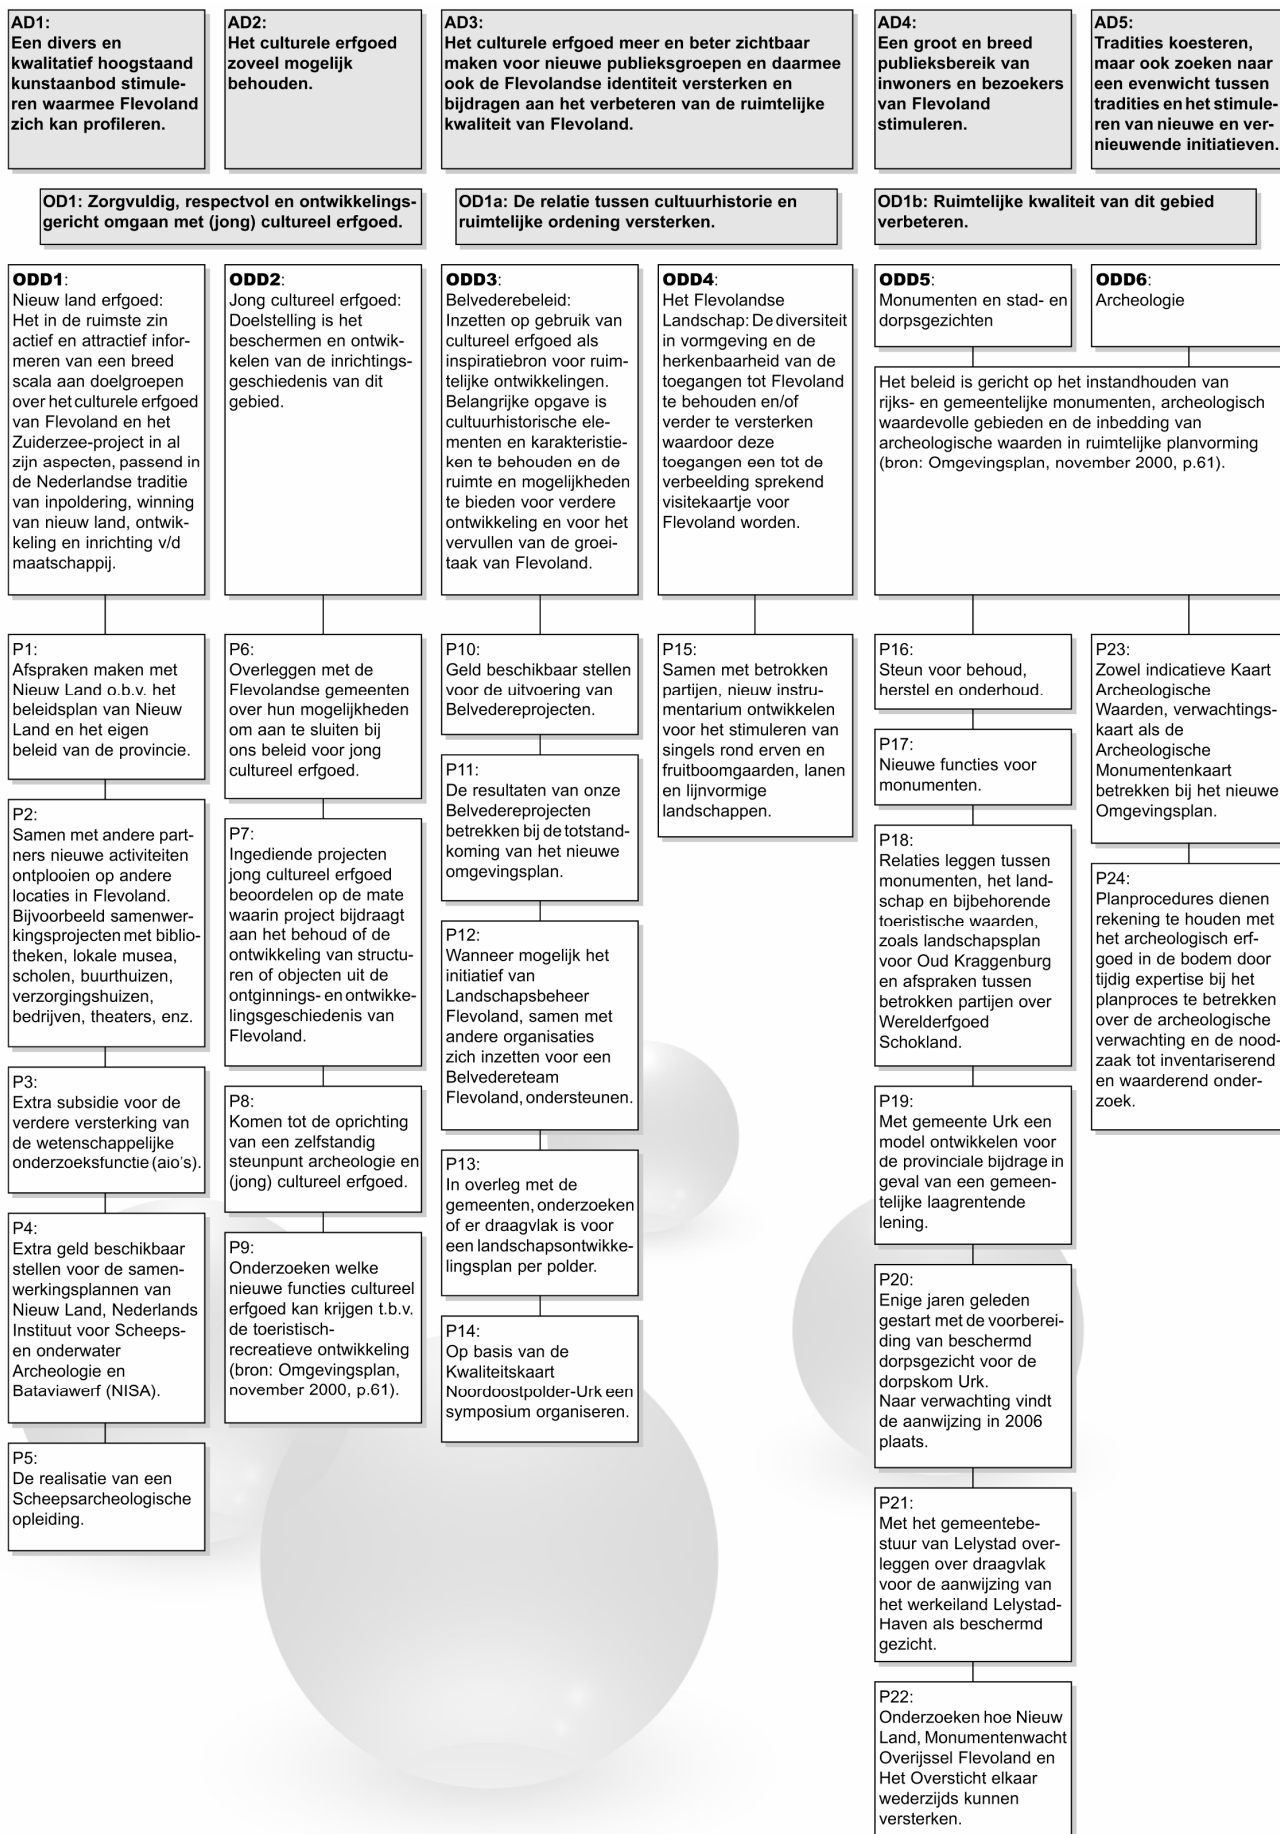 AD1:
Een divers en
kwalitatief hoogstaand
kunstaanbod stimule-
ren waarmee Flevoland
zich kan profileren.
AD2:
Het culturele erfgoed
zoveel mogelijk
behouden.
AD3:
Het culturele erfgoed meer en beter zichtbaar
maken voor nieuwe publieksgroepen en daarmee
ook de Flevolandse identiteit versterken en
bijdragen aan het verbeteren van de ruimtelijke
kwaliteit van Flevoland.
AD4:
Een groot en breed
publieksbereik van
inwoners en bezoekers
van Flevoland
stimuleren.
AD5:
Tradities koesteren,
maar ook zoeken naar
een evenwicht tussen
tradities en het stimule-
ren van nieuwe en ver-
nieuwende initiatieven.
OD1: Zorgvuldig, respectvol en ontwikkelings-
gericht omgaan met (jong) cultureel erfgoed.
OD1a: De relatie tussen cultuurhistorie en
ruimtelijke ordening versterken.
OD1b: Ruimtelijke kwaliteit van dit gebied
verbeteren.
ODD1:
Nieuw land erfgoed:
Het in de ruimste zin
actief en attractief infor-
meren van een breed
scala aan doelgroepen
over het culturele erfgoed
van Flevoland en het
Zuiderzee-project in al
zijn aspecten, passend in
de Nederlandse traditie
van inpoldering, winning
van nieuw land, ontwik-
keling en inrichting v/d
maatschappij.
ODD2:
Jong cultureel erfgoed:
Doelstelling is het
beschermen en ontwik-
kelen van de inrichtings-
geschiedenis van dit
gebied.
ODD3:
Belvederebeleid:
Inzetten op gebruik van
cultureel erfgoed als
inspiratiebron voor ruim-
telijke ontwikkelingen.
Belangrijke opgave is
cultuurhistorische ele-
menten en karakteristie-
ken te behouden en de
ruimte en mogelijkheden
te bieden voor verdere
ontwikkeling en voor het
vervullen van de groei-
taak van Flevoland.
ODD4:
Het Flevolandse
Landschap: De diversiteit
in vormgeving en de
herkenbaarheid van de
toegangen tot Flevoland
te behouden en/of
verder te versterken
waardoor deze
toegangen een tot de
verbeelding sprekend
visitekaartje voor
Flevoland worden.
ODD5:
Monumenten en stad- en
dorpsgezichten
ODD6:
Archeologie
Het beleid is gericht op het instandhouden van
rijks- en gemeentelijke monumenten, archeologisch
waardevolle gebieden en de inbedding van
archeologische waarden in ruimtelijke planvorming
(bron: Omgevingsplan, november 2000, p.61).
P1:
Afspraken maken met
Nieuw Land o.b.v. het
beleidsplan van Nieuw
Land en het eigen
beleid van de provincie.
P2:
Samen met andere part-
ners nieuwe activiteiten
ontplooien op andere
locaties in Flevoland.
Bijvoorbeeld samenwer-
kingsprojecten met biblio-
theken, lokale musea,
scholen, buurthuizen,
verzorgingshuizen,
bedrijven, theaters, enz.
P3:
Extra subsidie voor de
verdere versterking van
de wetenschappelijke
onderzoeksfunctie (aio's).
P4:
Extra geld beschikbaar
stellen voor de samen-
werkingsplannen van
Nieuw Land, Nederlands
Instituut voor Scheeps-
en onderwater
Archeologie en
Bataviawerf (NISA).
P5:
De realisatie van een
Scheepsarcheologische
opleiding.
P6:
Overleggen met de
Flevolandse gemeenten
over hun mogelijkheden
om aan te sluiten bij
ons beleid voor jong
cultureel erfgoed.
P7:
Ingediende projecten
jong cultureel erfgoed
beoordelen op de mate
waarin project bijdraagt
aan het behoud of de
ontwikkeling van structu-
ren of objecten uit de
ontginnings- en ontwikke-
lingsgeschiedenis van
Flevoland.
P8:
Komen tot de oprichting
van een zelfstandig
steunpunt archeologie en
(jong) cultureel erfgoed.
P9:
Onderzoeken welke
nieuwe functies cultureel
erfgoed kan krijgen t.b.v.
de toeristisch-
recreatieve ontwikkeling
(bron: Omgevingsplan,
november 2000, p.61).
P10:
Geld beschikbaar stellen
voor de uitvoering van
Belvedereprojecten.
P11:
De resultaten van onze
Belvedereprojecten
betrekken bij de totstand-
koming van het nieuwe
omgevingsplan.
P12:
Wanneer mogelijk het
initiatief van
Landschapsbeheer
Flevoland, samen met
andere organisaties
zich inzetten voor een
Belvedereteam
Flevoland, ondersteunen.
P13:
In overleg met de
gemeenten, onderzoeken
of er draagvlak is voor
een landschapsontwikke-
lingsplan per polder.
P14:
Op basis van de
Kwaliteitskaart
Noordoostpolder-Urk een
symposium organiseren.
P15:
Samen met betrokken
partijen, nieuw instru-
mentarium ontwikkelen
voor het stimuleren van
singels rond erven en
fruitboomgaarden, lanen
en lijnvormige
landschappen.
P16:
Steun voor behoud,
herstel en onderhoud.
P17:
Nieuwe functies voor
monumenten.
P18:
Relaties leggen tussen
monumenten, het land-
schap en bijbehorende
toeristische waarden,
zoals landschapsplan
voor Oud Kraggenburg
en afspraken tussen
betrokken partijen over
Werelderfgoed
Schokland.
P19:
Met gemeente Urk een
model ontwikkelen voor
de provinciale bijdrage in
geval van een gemeen-
telijke laagrentende
lening.
P20:
Enige jaren geleden
gestart met de voorberei-
ding van beschermd
dorpsgezicht voor de
dorpskom Urk.
Naar verwachting vindt
de aanwijzing in 2006
plaats.
P21:
Met het gemeentebe-
stuur van Lelystad over-
leggen over draagvlak
voor de aanwijzing van
het werkeiland Lelystad-
Haven als beschermd
gezicht.
P22:
Onderzoeken hoe Nieuw
Land, Monumentenwacht
Overijssel Flevoland en
Het Oversticht elkaar
wederzijds kunnen
versterken.
P23:
Zowel indicatieve Kaart
Archeologische
Waarden, verwachtings-
kaart als de
Archeologische
Monumentenkaart
betrekken bij het nieuwe
Omgevingsplan.
P24:
Planprocedures dienen
rekening te houden met
het archeologisch erf-
goed in de bodem door
tijdig expertise bij het
planproces te betrekken
over de archeologische
verwachting en de nood-
zaak tot inventariserend
en waarderend onder-
zoek.